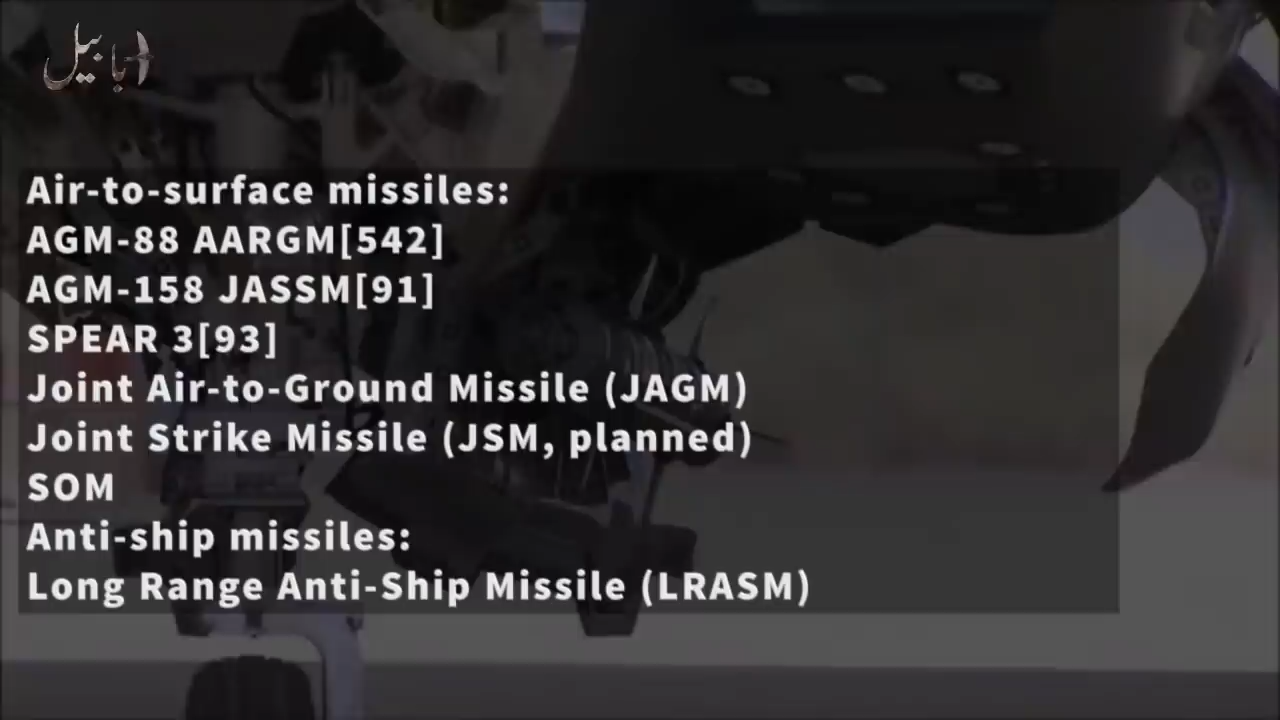 ابابیل
Air-to-surface missiles:
AGM-88 AARGM[542]
AGM-158 JASSM[91]
SPEAR 3[93]
Joint Air-to-Ground Missile (JAGM)
Joint Strike Missile (JSM, planned)
SOM
Anti-ship missiles:
Long Range Anti-Ship Missile (LRASM)